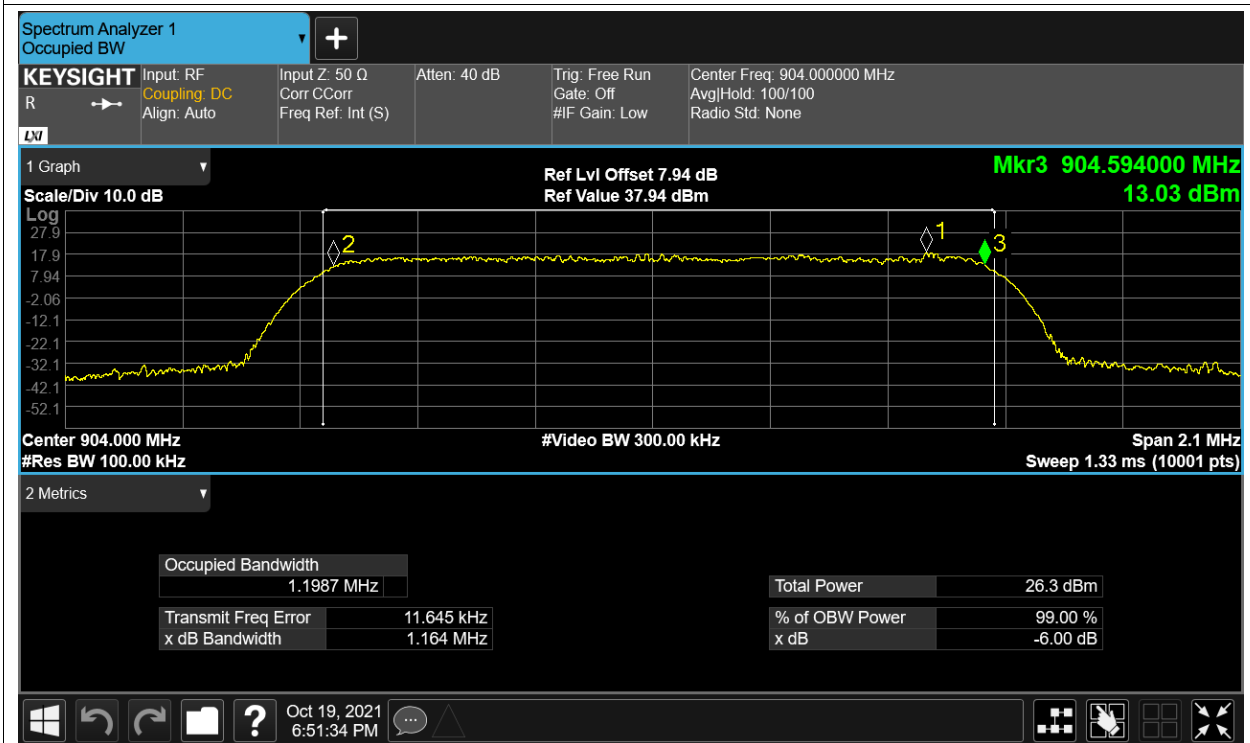 Spectrum Analyzer 1
Occupied BW
KEYSIGHT
R
LXI
Input: RF
Coupling: DC
Align: Auto
Input Z: 50 Ω
Corr CCorr
Freq Ref: Int (S)
Atten: 40 dB
Trig: Free Run
Gate: Off
#IF Gain: Low
Center Freq: 904.000000 MHz
Avg|Hold: 100/100
Radio Std: None
1 Graph
Scale/Div 10.0 dB
Ref Lvl Offset 7.94 dB
Ref Value 37.94 dBm
Mkr3 904.594000 MHz
13.03 dBm
Log
27.9
17.9
7.94
-2.06
-12.1
-22.1
-32.1
-42.1
-52.1
2
1
3
Center 904.000 MHz
#Res BW 100.00 kHz
#Video BW 300.00 kHz
Span 2.1 MHz
Sweep 1.33 ms (10001 pts)
2 Metrics
Occupied Bandwidth
1.1987 MHz
Transmit Freq Error 11.645 kHz
x dB Bandwidth 1.164 MHz
Total Power 26.3 dBm
% of OBW Power 99.00 %
x dB -6.00 dB
?
Oct 19, 2021
6:51:34 PM